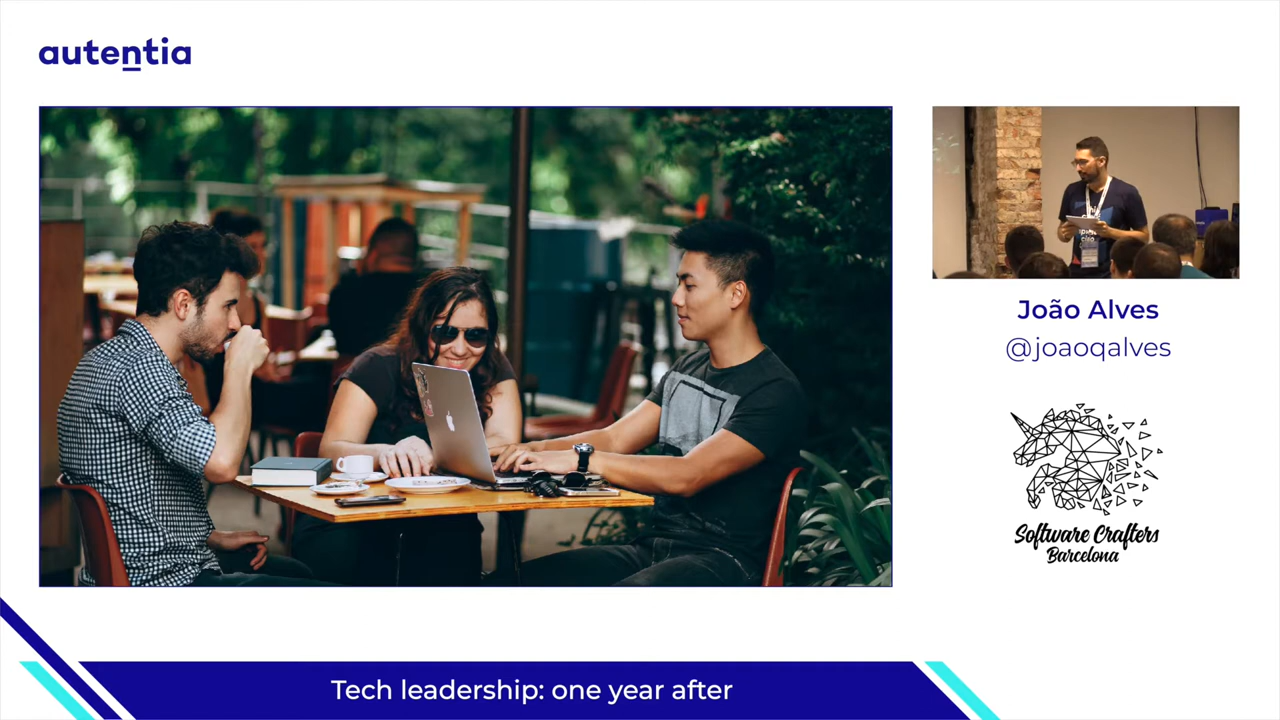 autentia
João Alves
@joaoqalves
Software Crafters
Barcelona
Tech leadership: one year after